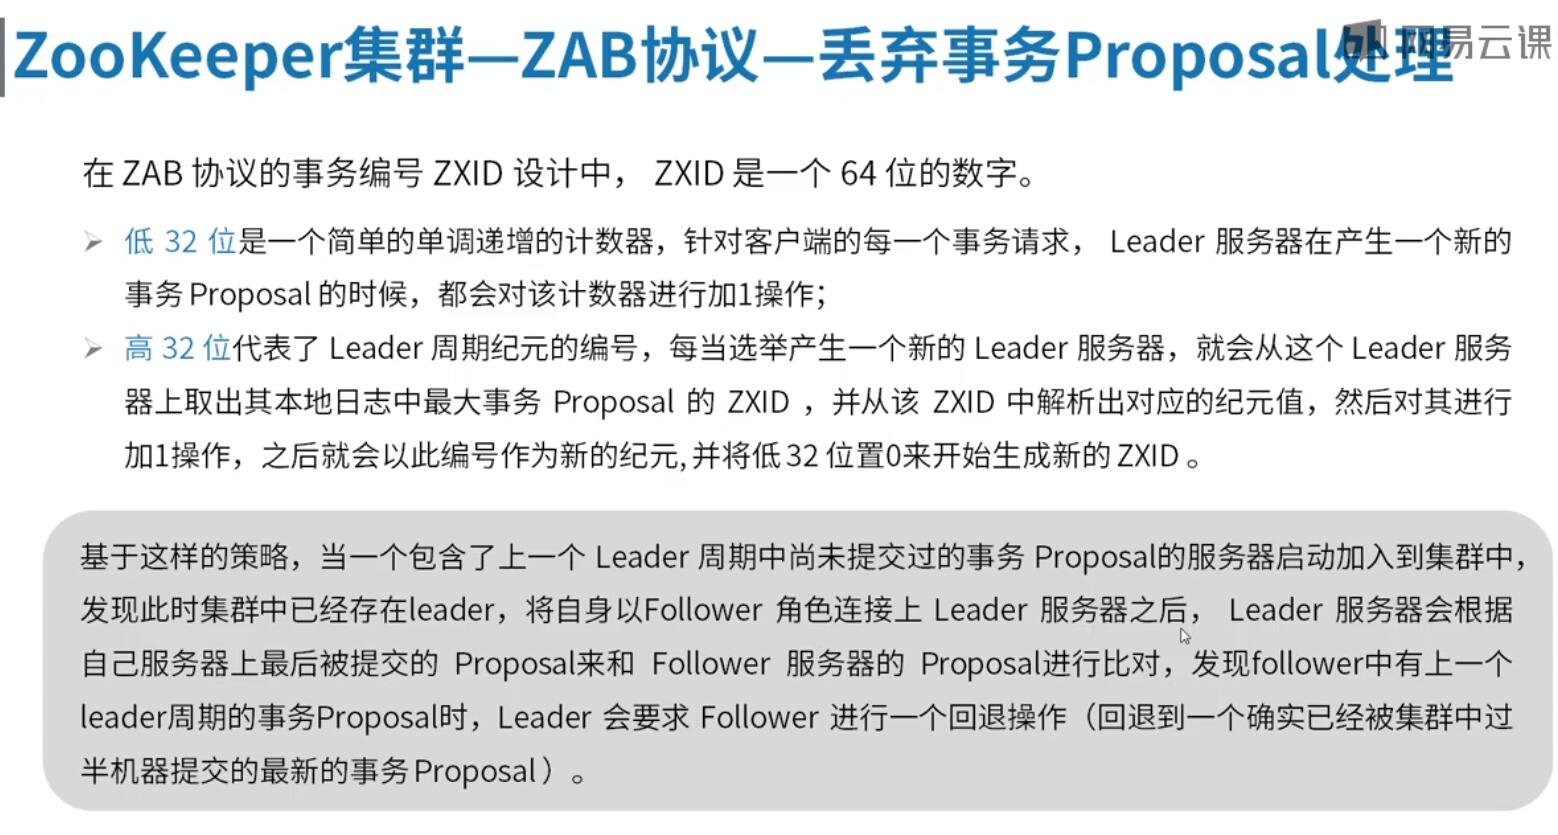 ZooKeeper集群—ZAB协议—丢弃事务Proposal处理
网易云课
在 ZAB 协议的事务编号 ZXID 设计中， ZXID 是一个 64 位的数字。
低 32 位是一个简单的单调递增的计数器，针对客户端的每一个事务请求， Leader 服务器在产生一个新的
事务Proposal 的时候，都会对该计数器进行加1操作；
高 32 位代表了 Leader 周期纪元的编号，每当选举产生一个新的 Leader 服务器，就会从这个 Leader 服务
器上取出其本地日志中最大事务 Proposal 的 ZXID ，并从该 ZXID 中解析出对应的纪元值，然后对其进行
加1操作，之后就会以此编号作为新的纪元,并将低 32 位置0来开始生成新的 ZXID 。
基于这样的策略，当一个包含了上一个 Leader 周期中尚未提交过的事务 Proposal的服务器启动加入到集群中，
发现此时集群中已经存在leader，将自身以Follower 角色连接上 Leader 服务器之后， Leader 服务器会根据
自己服务器上最后被提交的 Proposal来和 Follower 服务器的 Proposal进行比对，发现follower中有上一个
leader周期的事务Proposal时，Leader 会要求 Follower 进行一个回退操作（回退到一个确实已经被集群中过
半机器提交的最新的事务Proposal）。